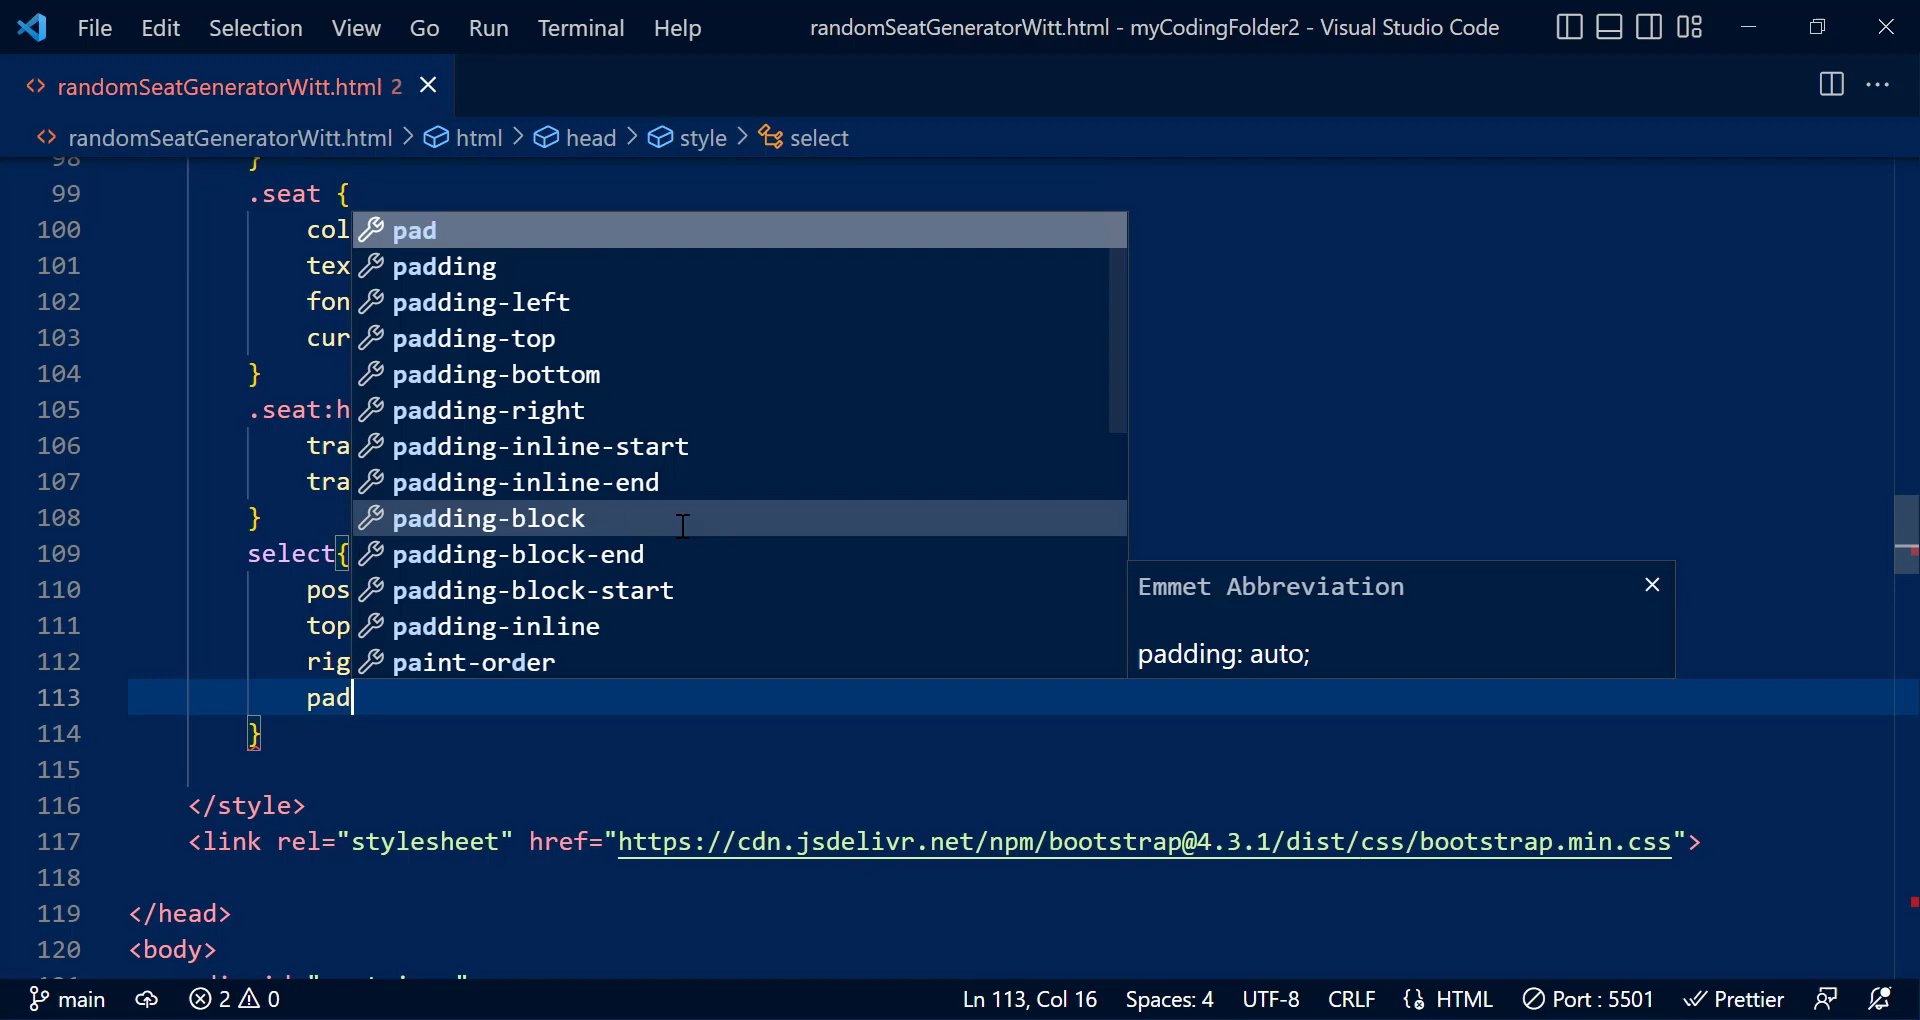 File Edit Selection View Go Run Terminal Help randomSeatGeneratorWitt.html - myCodingFolder2 - Visual Studio Code
<> randomSeatGeneratorWitt.html 2
<> randomSeatGeneratorWitt.html > html > head > style > select
98 }
99 .seat {
100 col pad
101 tex padding
102 fon padding-left
103 cur padding-top
104 } padding-bottom
105 .seat:h padding-right
106 tra padding-inline-start
107 tra padding-inline-end
108 } padding-block
109 select{ padding-block-end
110 pos padding-block-start
Emmet Abbreviation
111 top padding-inline
112 rig paint-order
padding: auto;
113 pad
114 }
115
116 </style>
117 <link rel="stylesheet" href="https://cdn.jsdelivr.net/npm/bootstrap@4.3.1/dist/css/bootstrap.min.css">
118
119 </head>
120 <body>
main 2 0 Ln 113, Col 16 Spaces: 4 UTF-8 CRLF HTML Port : 5501 Prettier